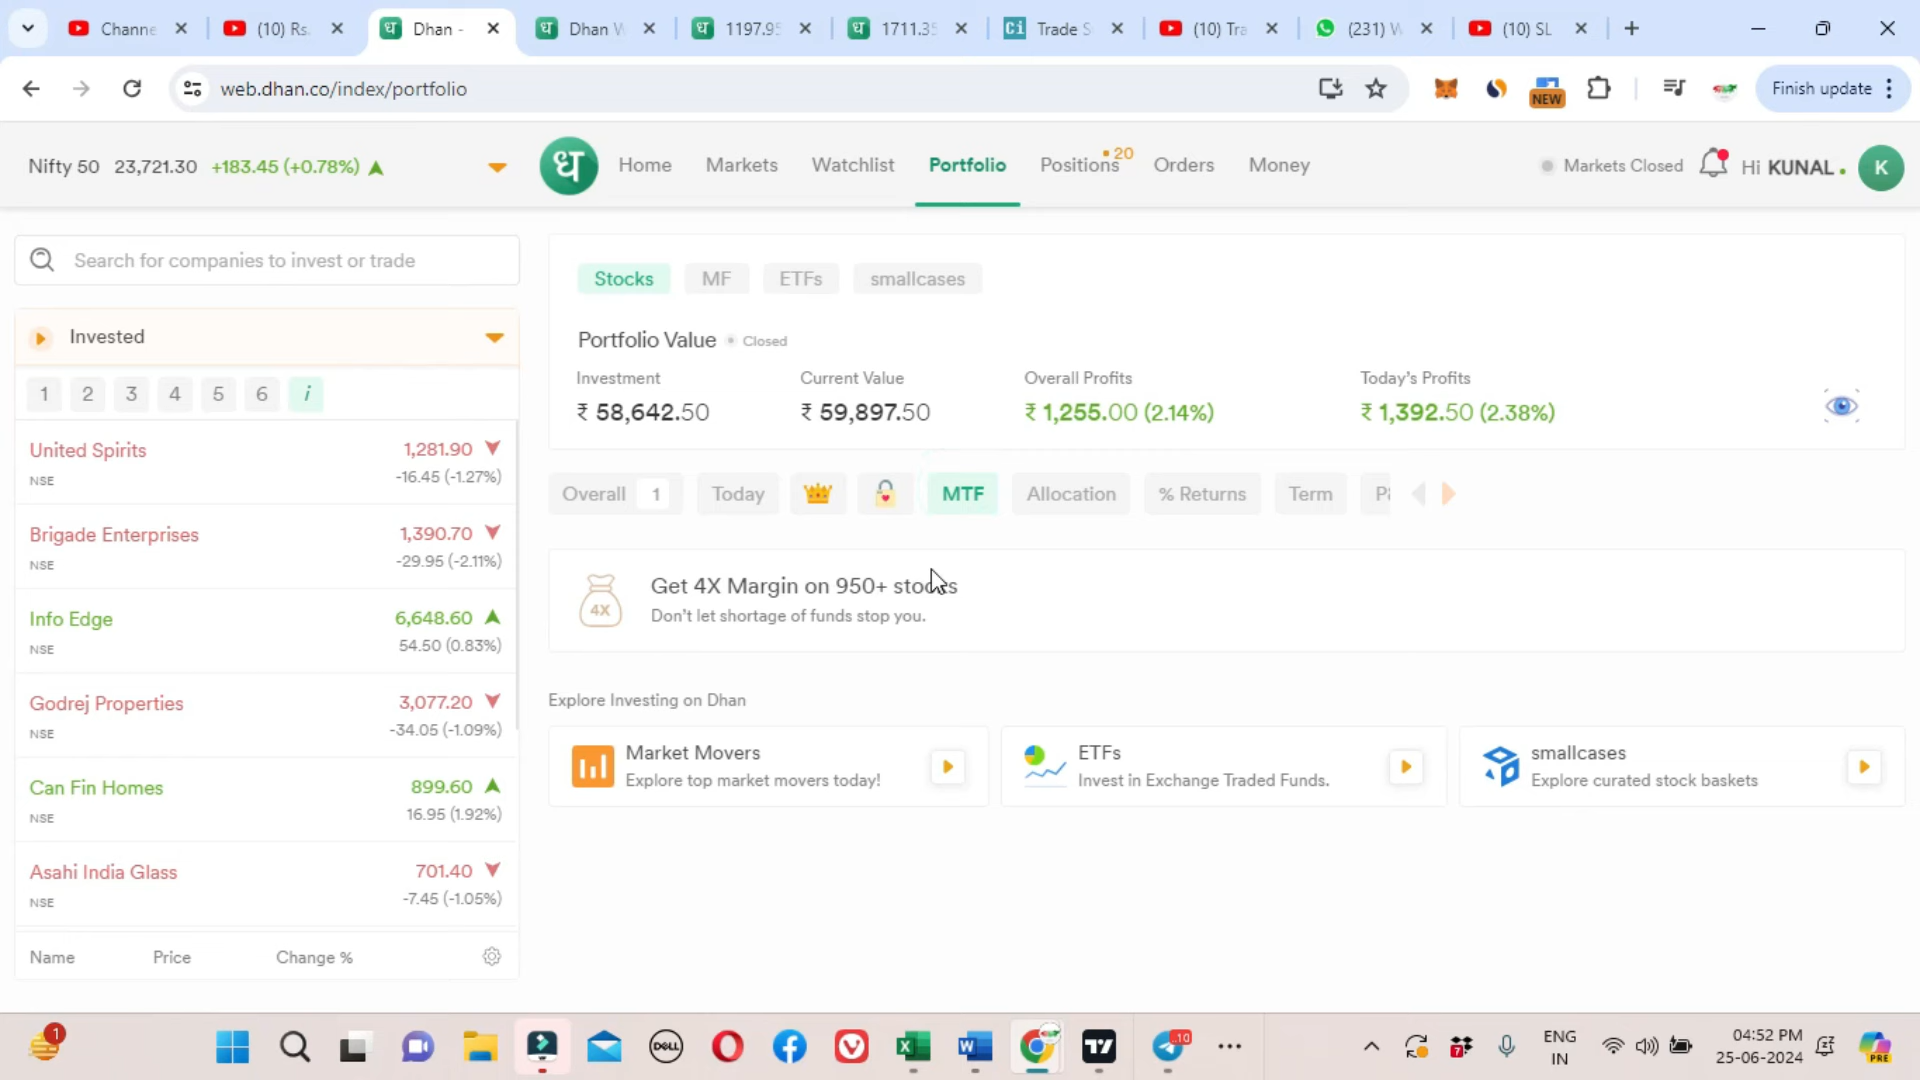 Channe
(10) Rs.
Dhan -
Dhan W
1197.95
1711.35
Ci
Trade S
(10) Tra
(231) W
(10) SL
web.dhan.co/index/portfolio
NEW
Finish update
Nifty 50 23,721.30 +183.45 (+0.78%)
ध
Home
Markets
Watchlist
Portfolio
Positions
20
Orders
Money
Markets Closed
Hi KUNAL
K
Search for companies to invest or trade
Invested
1 2 3 4 5 6 i
United Spirits 1,281.90
NSE -16.45 (-1.27%)
Brigade Enterprises 1,390.70
NSE -29.95 (-2.11%)
Info Edge 6,648.60
NSE 54.50 (0.83%)
Godrej Properties 3,077.20
NSE -34.05 (-1.09%)
Can Fin Homes 899.60
NSE 16.95 (1.92%)
Asahi India Glass 701.40
NSE -7.45 (-1.05%)
Name Price Change %
Stocks MF ETFs smallcases
Portfolio Value Closed
Investment Current Value Overall Profits Today's Profits
₹ 58,642.50 ₹ 59,897.50 ₹ 1,255.00 (2.14%) ₹ 1,392.50 (2.38%)
Overall 1 Today MTF Allocation % Returns Term
4X
Get 4X Margin on 950+ stocks
Don't let shortage of funds stop you.
Explore Investing on Dhan
Market Movers
Explore top market movers today!
ETFs
Invest in Exchange Traded Funds.
smallcases
Explore curated stock baskets
1
DELL
10
7
ENG
IN
04:52 PM
25-06-2024
PRE